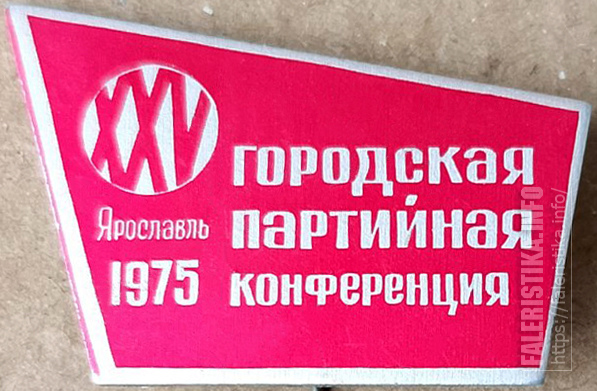 XXV
ГОРОДСКАЯ
ПАРТИЙНАЯ
КОНФЕРЕНЦИЯ
Ярославль
1975
FALERISTIKA.INFO
https://faleristika.info/